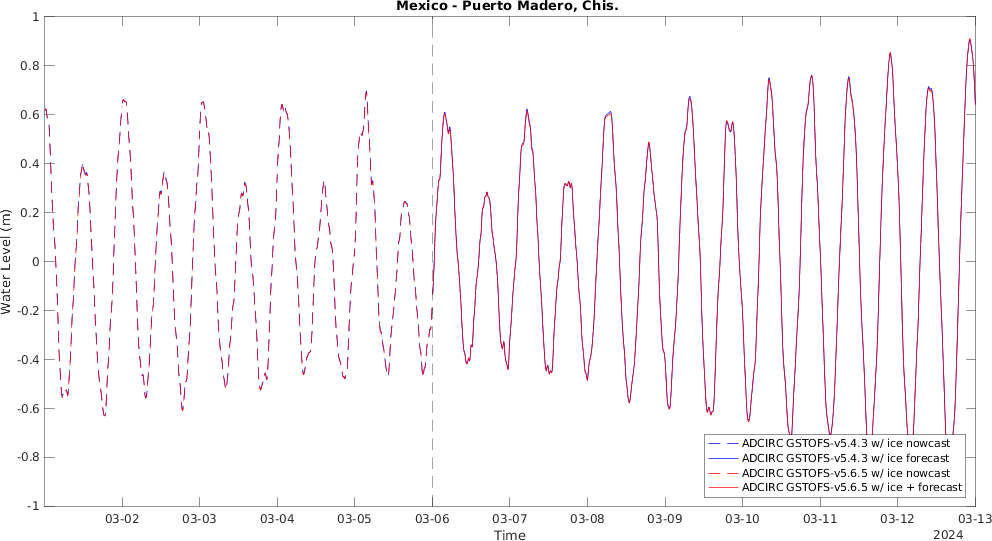 Mexico - Puerto Madero, Chis.
1
0.8
0.6
0.4
0.2
0
-0.2
-0.4
-0.6
-0.8
-1
Water Level (m)
ADCIRC GSTOFS-v5.4.3 w/ ice nowcast
ADCIRC GSTOFS-v5.4.3 w/ ice forecast
ADCIRC GSTOFS-v5.6.5 w/ ice nowcast
ADCIRC GSTOFS-v5.6.5 w/ ice + forecast
03-02 03-03 03-04 03-05 03-06 03-07 03-08 03-09 03-10 03-11 03-12 03-13
Time
2024